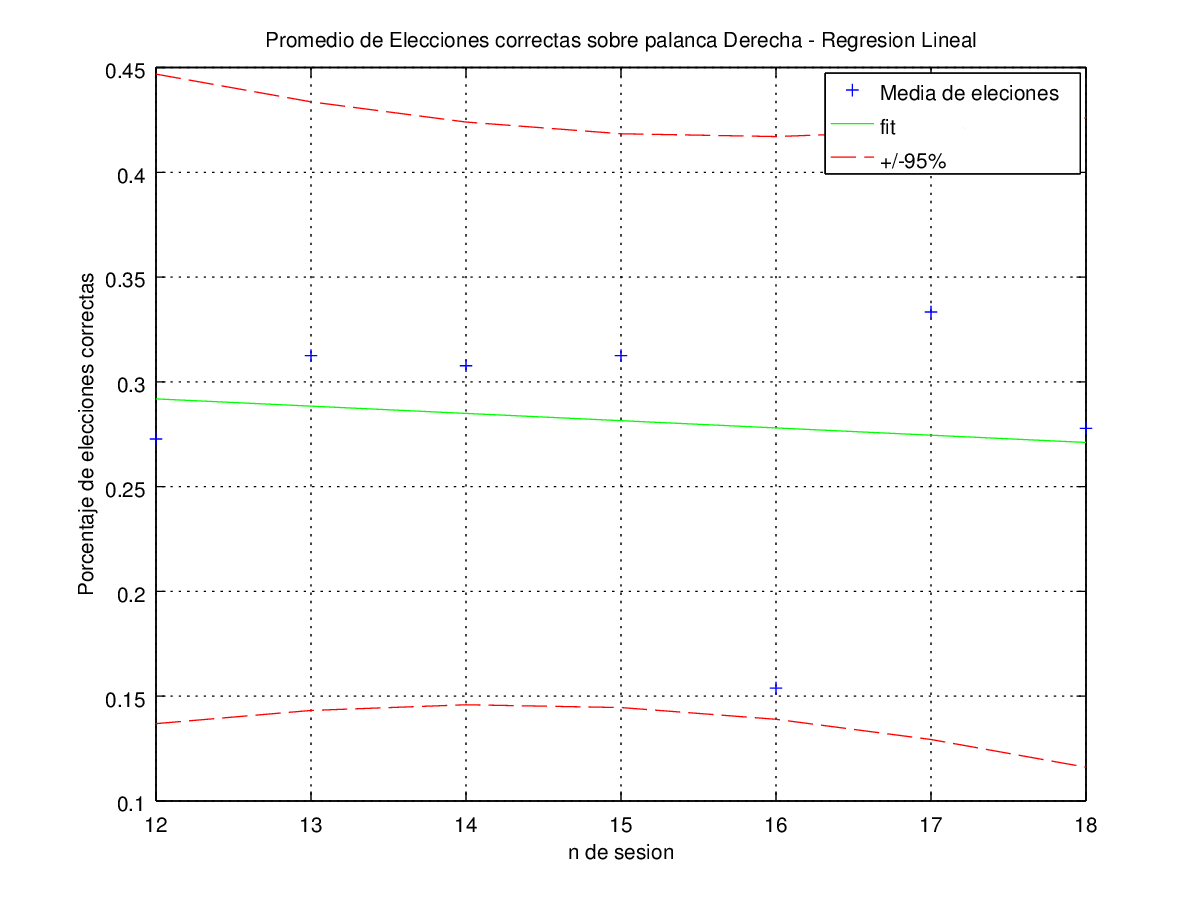 Promedio de Elecciones correctas sobre palanca Derecha - Regresion Lineal
0.45
0.4
0.35
0.3
0.25
0.2
0.15
0.1
Porcentaje de elecciones correctas
Media de eleciones
fit
+/-95%
12 13 14 15 16 17 18
n de sesion